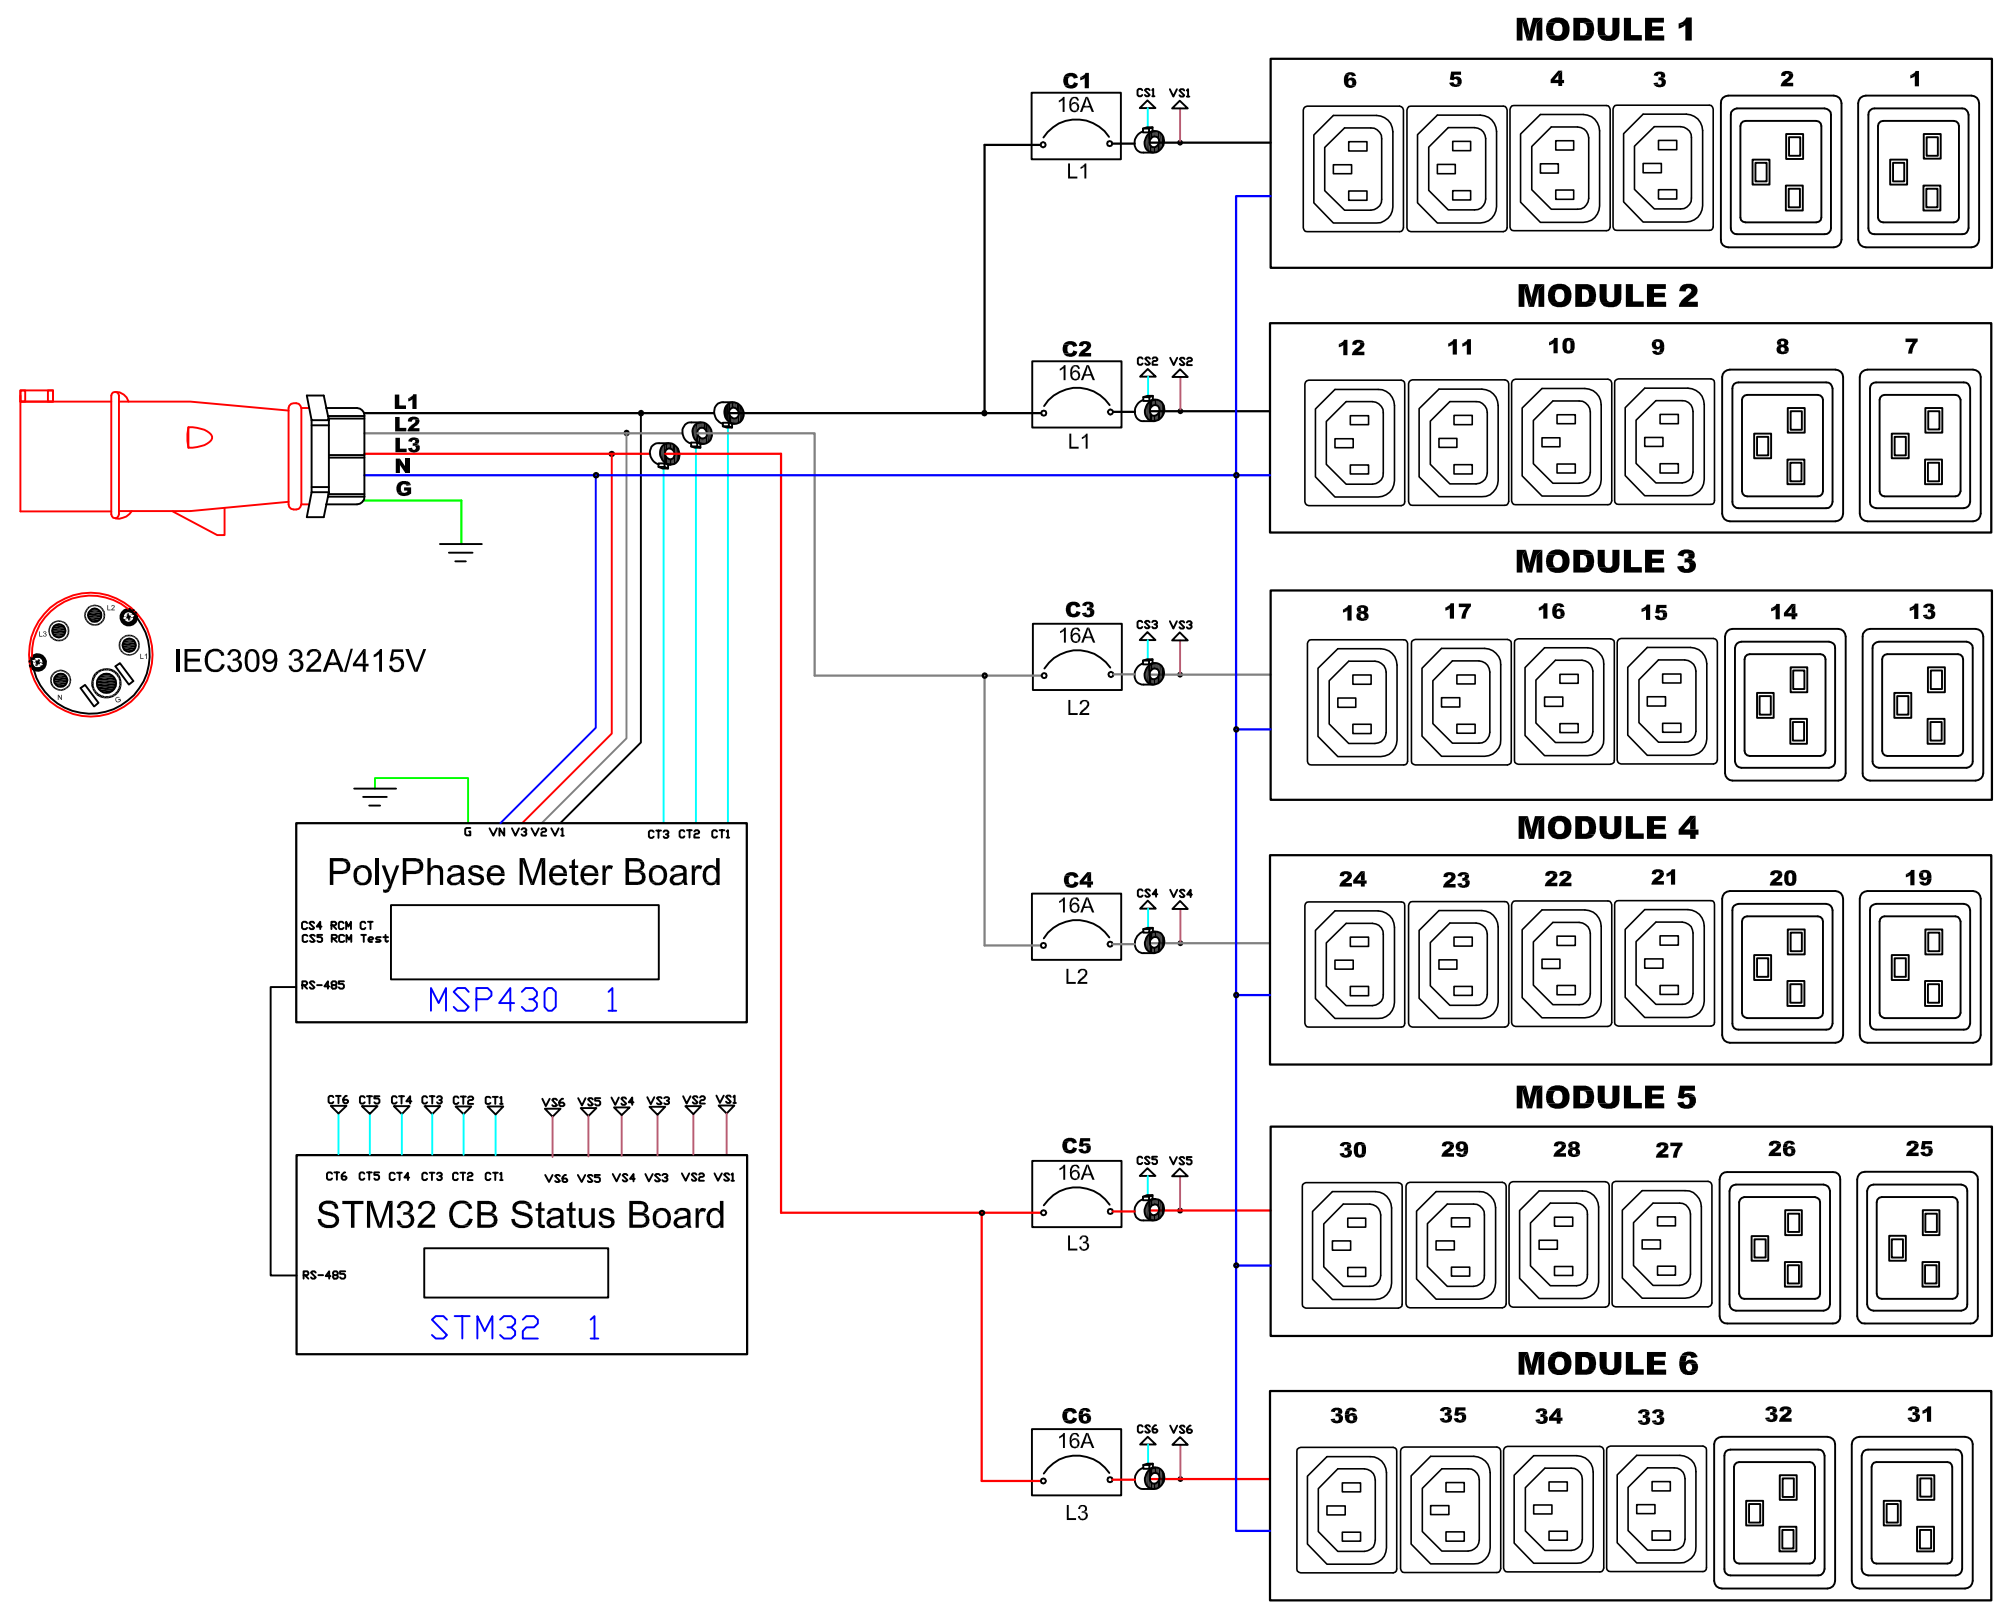 MODULE 1
6 5 4 3 2 1
C1
16A
L1
CS1 VS1
MODULE 2
12 11 10 9 8 7
C2
16A
L1
CS2 VS2
L1
L2
L3
N
G
MODULE 3
18 17 16 15 14 13
C3
16A
L2
CS3 VS3
L2
L3
L1
N
G
IEC309 32A/415V
MODULE 4
24 23 22 21 20 19
C4
16A
L2
CS4 VS4
G VN V3 V2 V1 CT3 CT2 CT1
PolyPhase Meter Board
CS4 RCM CT
CS5 RCM Test
RS-485
MSP430 1
MODULE 5
30 29 28 27 26 25
C5
16A
L3
CS5 VS5
CT6 CT5 CT4 CT3 CT2 CT1 VS6 VS5 VS4 VS3 VS2 VS1
CT6 CT5 CT4 CT3 CT2 CT1 VS6 VS5 VS4 VS3 VS2 VS1
STM32 CB Status Board
RS-485
STM32 1
MODULE 6
36 35 34 33 32 31
C6
16A
L3
CS6 VS6